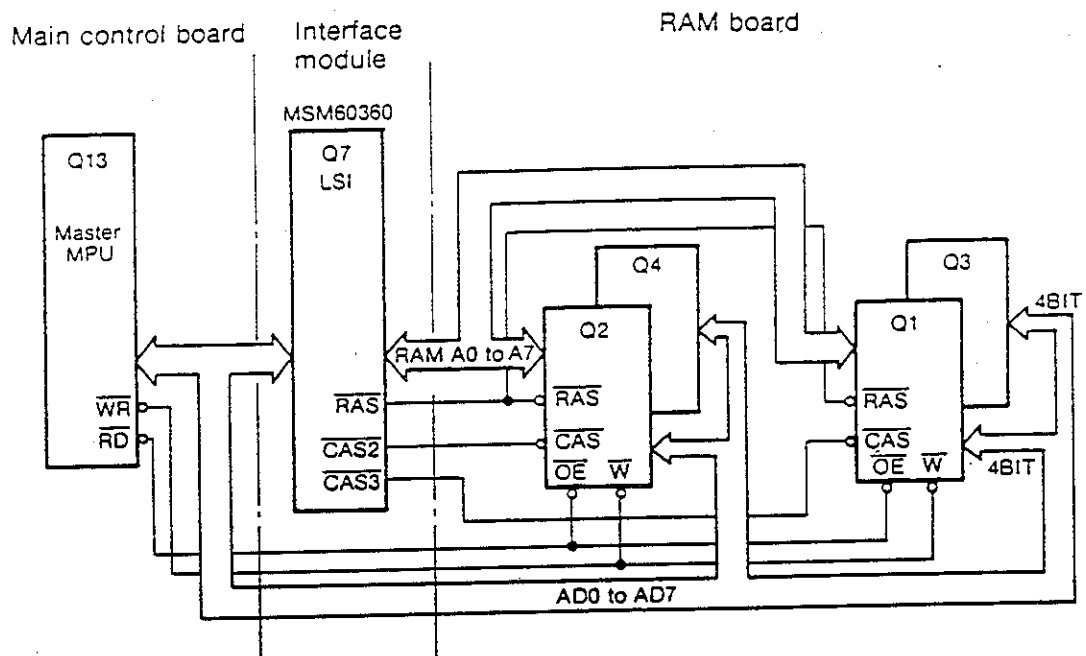 Main control board
Interface
module
RAM board
MSM60360
Q13
Master
MPU
WR
RD
Q7
LSI
RAS
CAS2
CAS3
RAM A0 to A7
Q4
Q2
RAS
CAS
OE W
Q3
Q1
RAS
CAS
OE W
4BIT
4BIT
AD0 to AD7